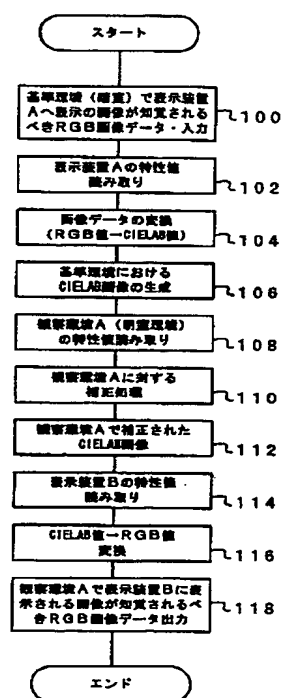 スタート
基準環境(暗室)で表示装置
Aへ表示の画像が知覚される
べきRGB画像データ・入力
100
表示装置Aの特性値
読み取り
102
画像データの変換
(RGB値→CIELAB値)
104
基準環境における
CIELAB画像の生成
106
観察環境A(明室環境)
の特性値読み取り
108
観察環境Aに対する
補正処理
110
観察環境Aで補正された
CIELAB画像
112
表示装置Bの特性値
読み取り
114
CIELAB値→RGB値
変換
116
観察環境Aで表示装置Bに表
示される画像が知覚されるべ
きRGB画像データ出力
118
エンド